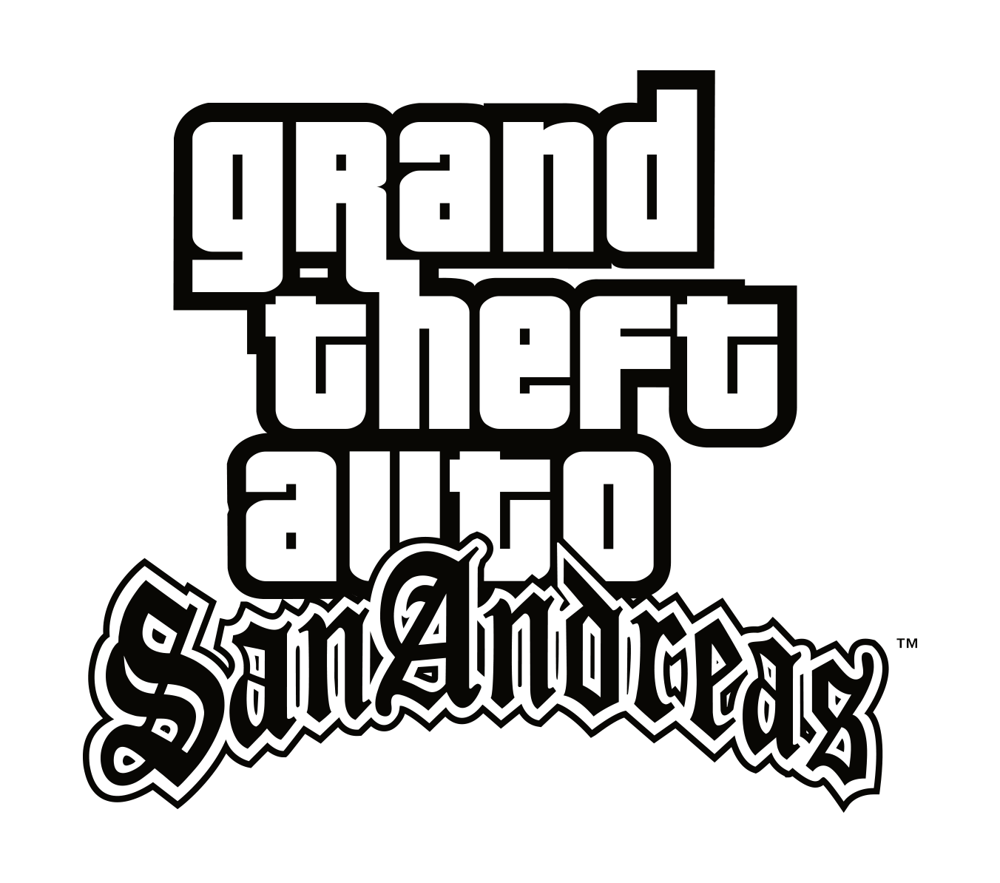 grand
theft
auto
San Andreas
™